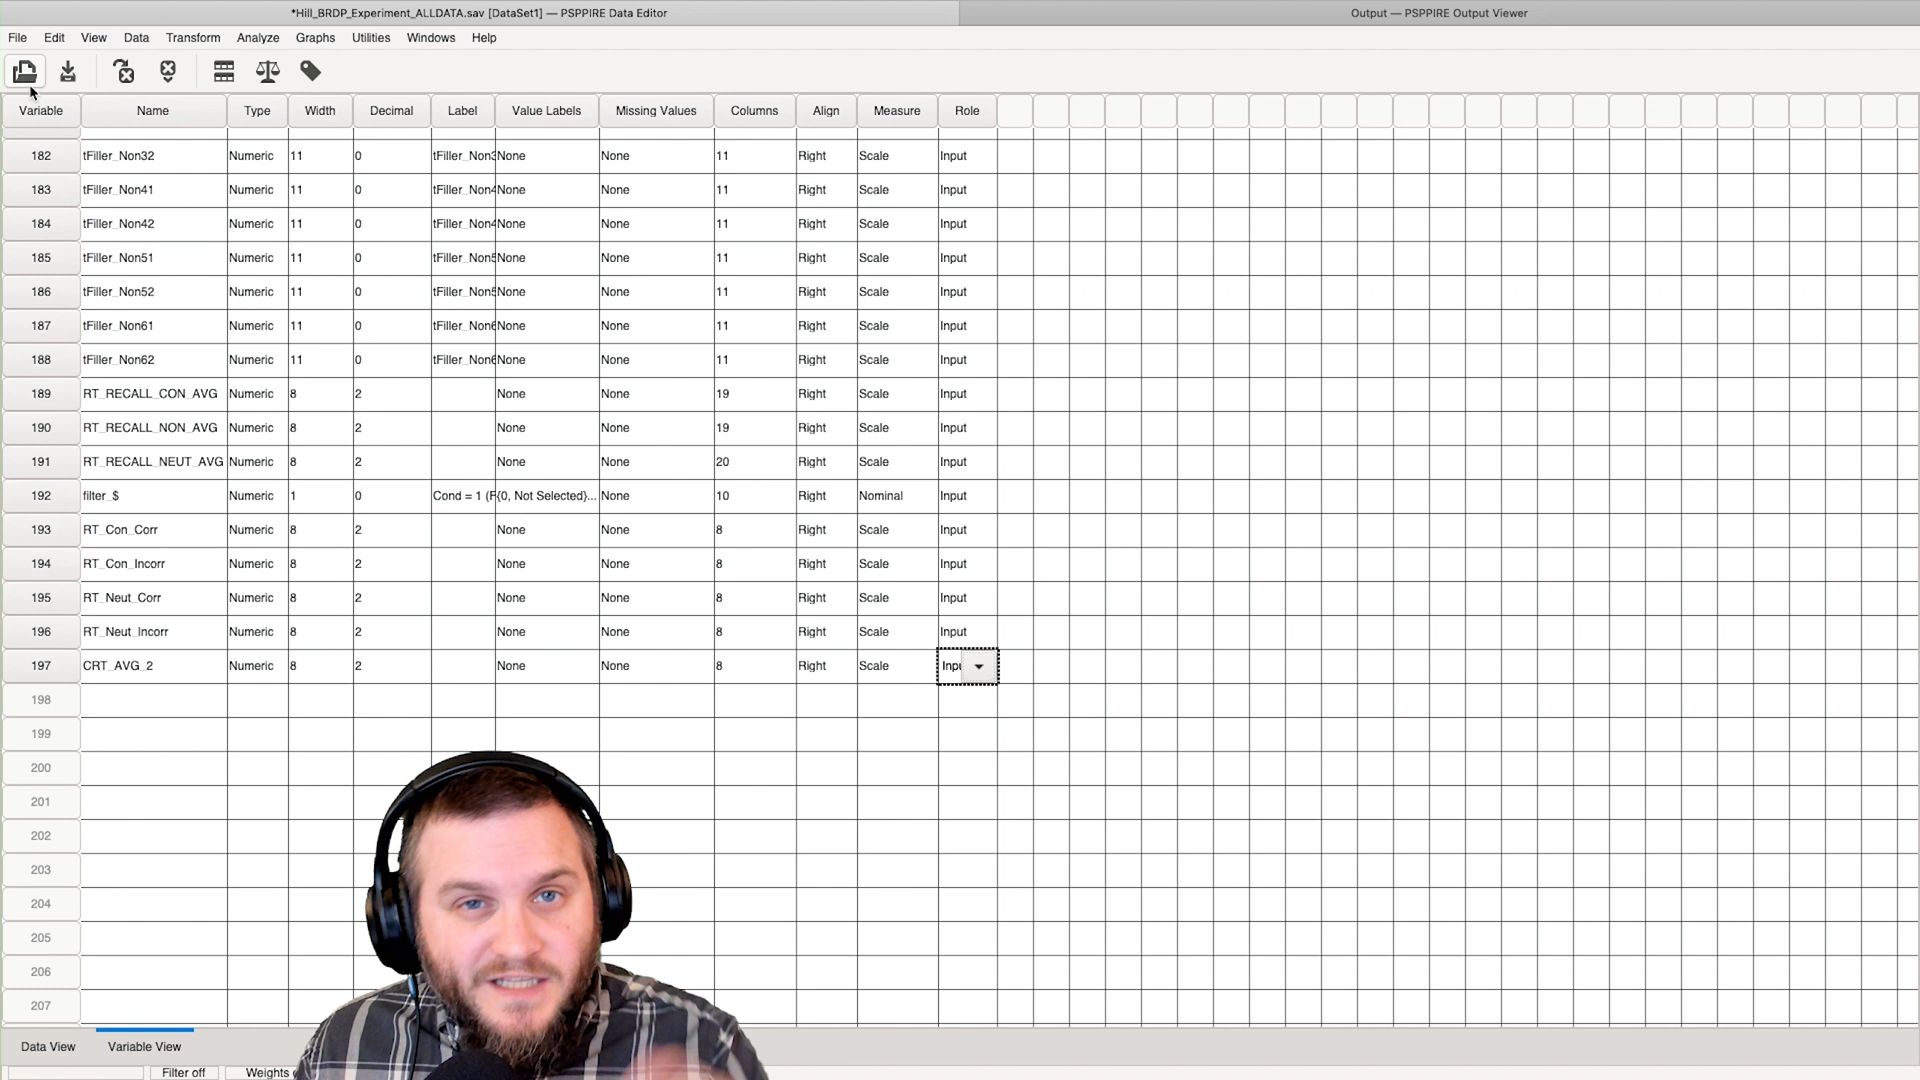 *Hill_BRDP_Experiment_ALLDATA.sav [DataSet1] — PSPPIRE Data Editor
Output — PSPPIRE Output Viewer
File Edit View Data Transform Analyze Graphs Utilities Windows Help
Variable Name Type Width Decimal Label Value Labels Missing Values Columns Align Measure Role
182 tFiller_Non32 Numeric 11 0 tFiller_Non3 None None 11 Right Scale Input
183 tFiller_Non41 Numeric 11 0 tFiller_Non4 None None 11 Right Scale Input
184 tFiller_Non42 Numeric 11 0 tFiller_Non4 None None 11 Right Scale Input
185 tFiller_Non51 Numeric 11 0 tFiller_Non5 None None 11 Right Scale Input
186 tFiller_Non52 Numeric 11 0 tFiller_Non5 None None 11 Right Scale Input
187 tFiller_Non61 Numeric 11 0 tFiller_Non6 None None 11 Right Scale Input
188 tFiller_Non62 Numeric 11 0 tFiller_Non6 None None 11 Right Scale Input
189 RT_RECALL_CON_AVG Numeric 8 2 None None 19 Right Scale Input
190 RT_RECALL_NON_AVG Numeric 8 2 None None 19 Right Scale Input
191 RT_RECALL_NEUT_AVG Numeric 8 2 None None 20 Right Scale Input
192 filter_$ Numeric 1 0 Cond = 1 (F {0, Not Selected}... None 10 Right Nominal Input
193 RT_Con_Corr Numeric 8 2 None None 8 Right Scale Input
194 RT_Con_Incorr Numeric 8 2 None None 8 Right Scale Input
195 RT_Neut_Corr Numeric 8 2 None None 8 Right Scale Input
196 RT_Neut_Incorr Numeric 8 2 None None 8 Right Scale Input
197 CRT_AVG_2 Numeric 8 2 None None 8 Right Scale Inpu
198
199
200
201
202
203
204
205
206
207
Data View Variable View
Filter off Weights